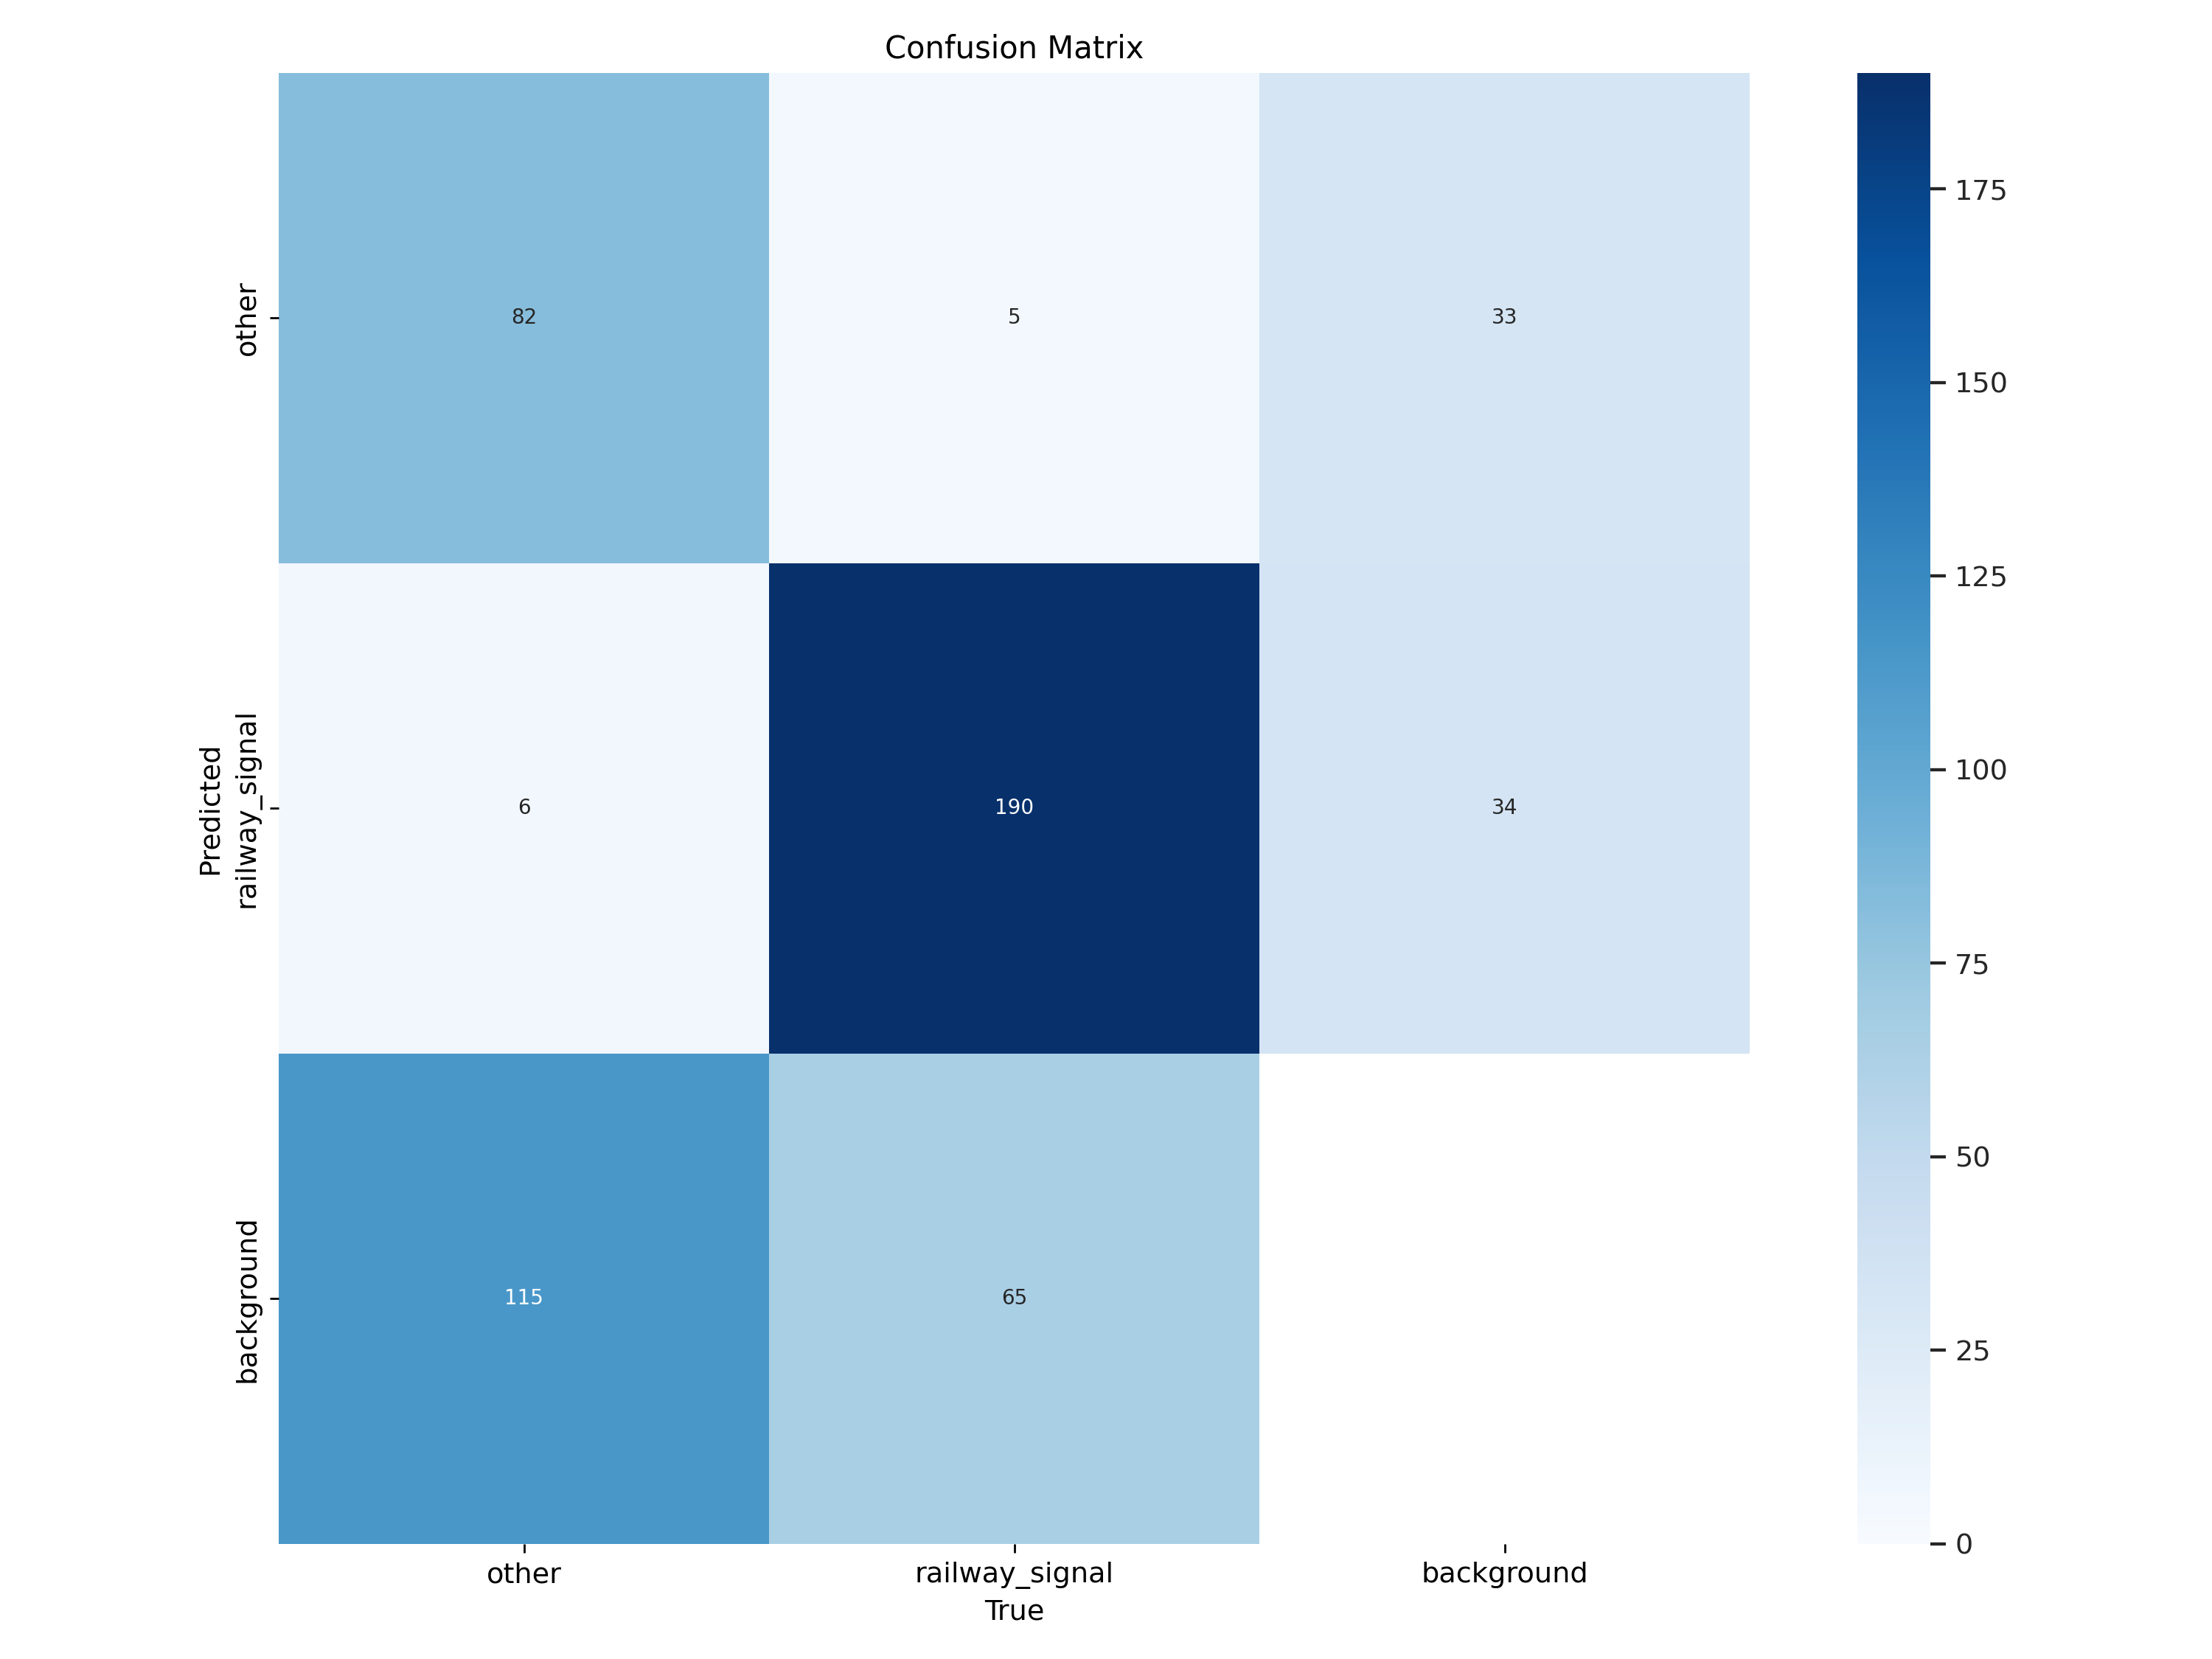 Confusion Matrix
other
82
5
33
Predicted
railway_signal
6
190
34
background
115
65
other
railway_signal
background
True
175
150
125
100
75
50
25
0